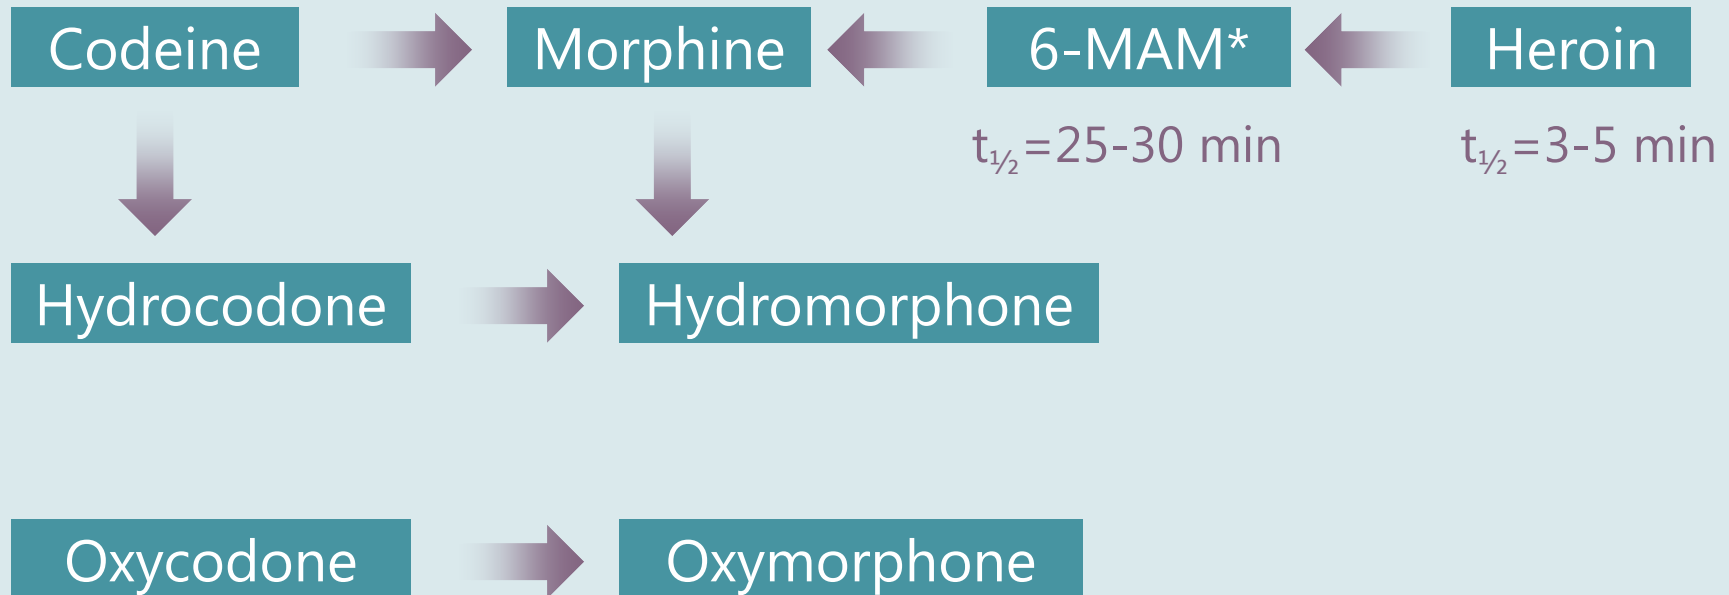 Codeine Morphine 6-MAM* Heroin
t½=25-30 min t½=3-5 min
Hydrocodone Hydromorphone
Oxycodone Oxymorphone